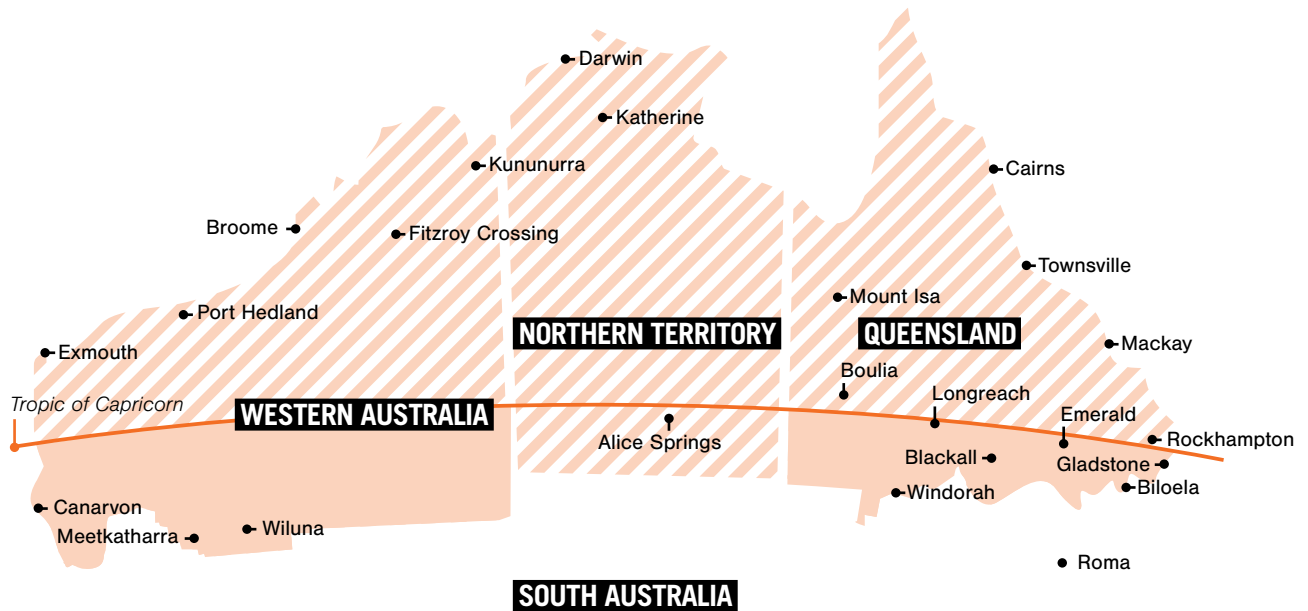 Darwin
Katherine
Kununurra
Cairns
Broome
Fitzroy Crossing
Townsville
Mount Isa
Port Hedland
NORTHERN TERRITORY
QUEENSLAND
Mackay
Exmouth
Boulia
Longreach
Tropic of Capricorn
WESTERN AUSTRALIA
Emerald
Alice Springs
Rockhampton
Blackall
Gladstone
Windorah
Biloela
Canarvon
Wiluna
Meetkatharra
Roma
SOUTH AUSTRALIA